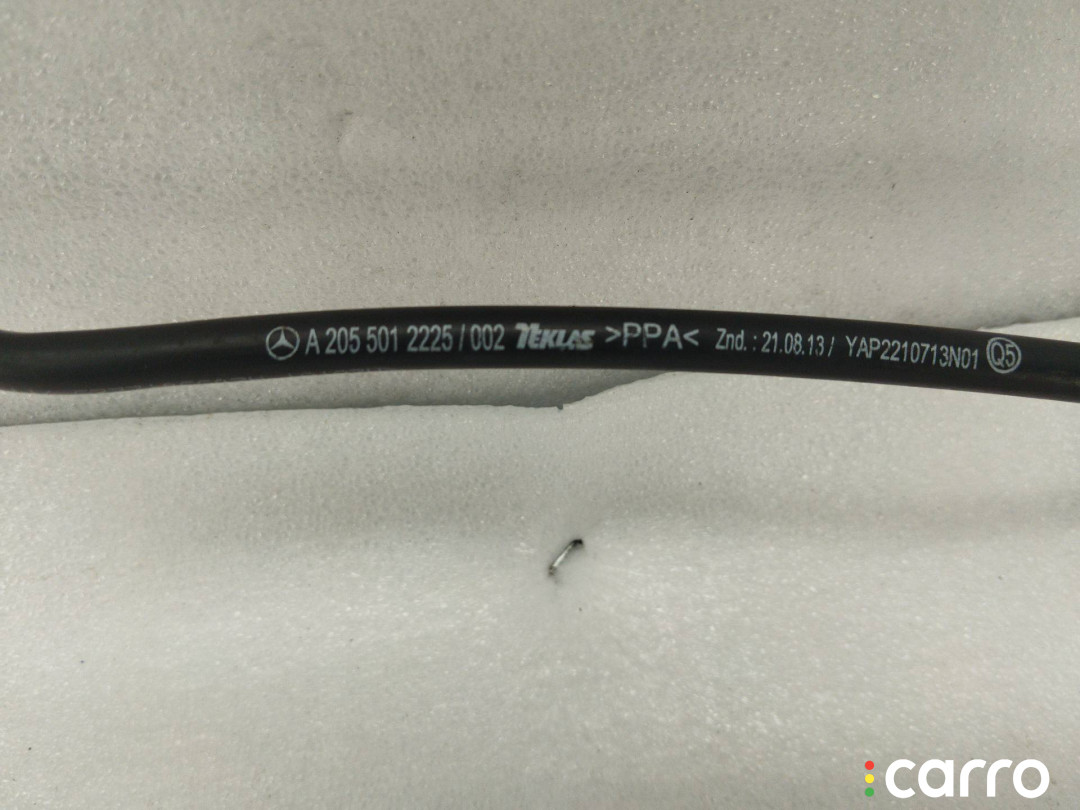 A 205 501 2225 / 002 TEKLAS >PPA< Znd. : 21.08.13 / YAP2210713N01 Q5
carro